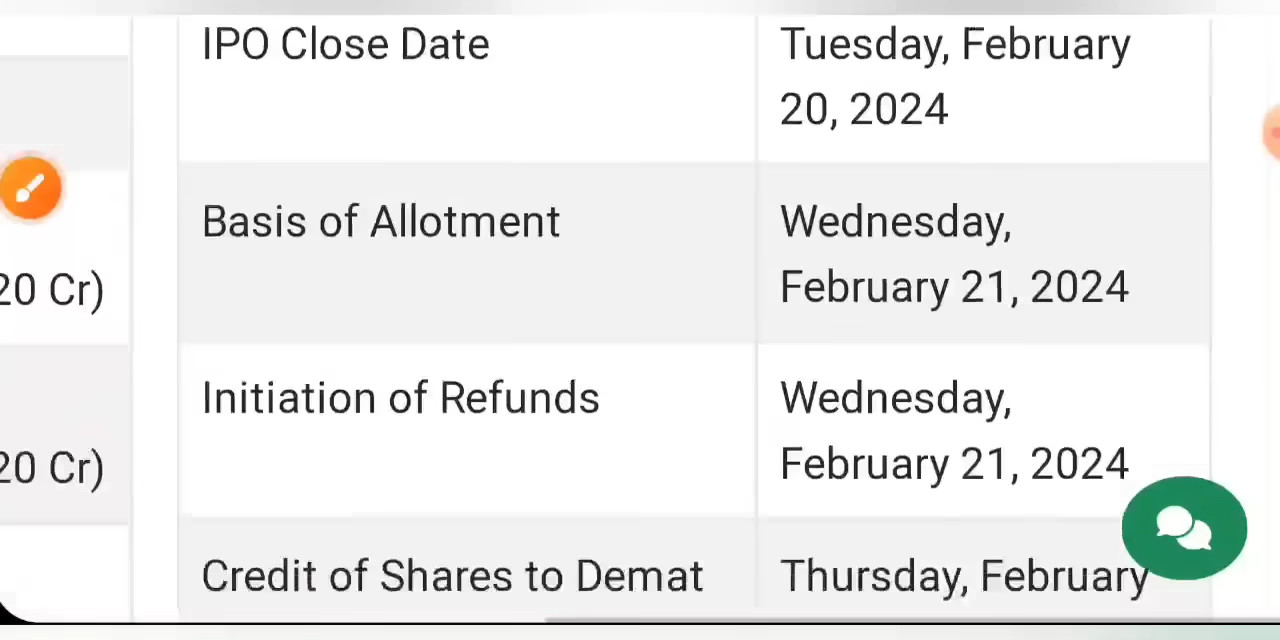 IPO Close Date
Tuesday, February
20, 2024
Basis of Allotment
Wednesday,
February 21, 2024
20 Cr)
Initiation of Refunds
Wednesday,
February 21, 2024
20 Cr)
Credit of Shares to Demat
Thursday, February